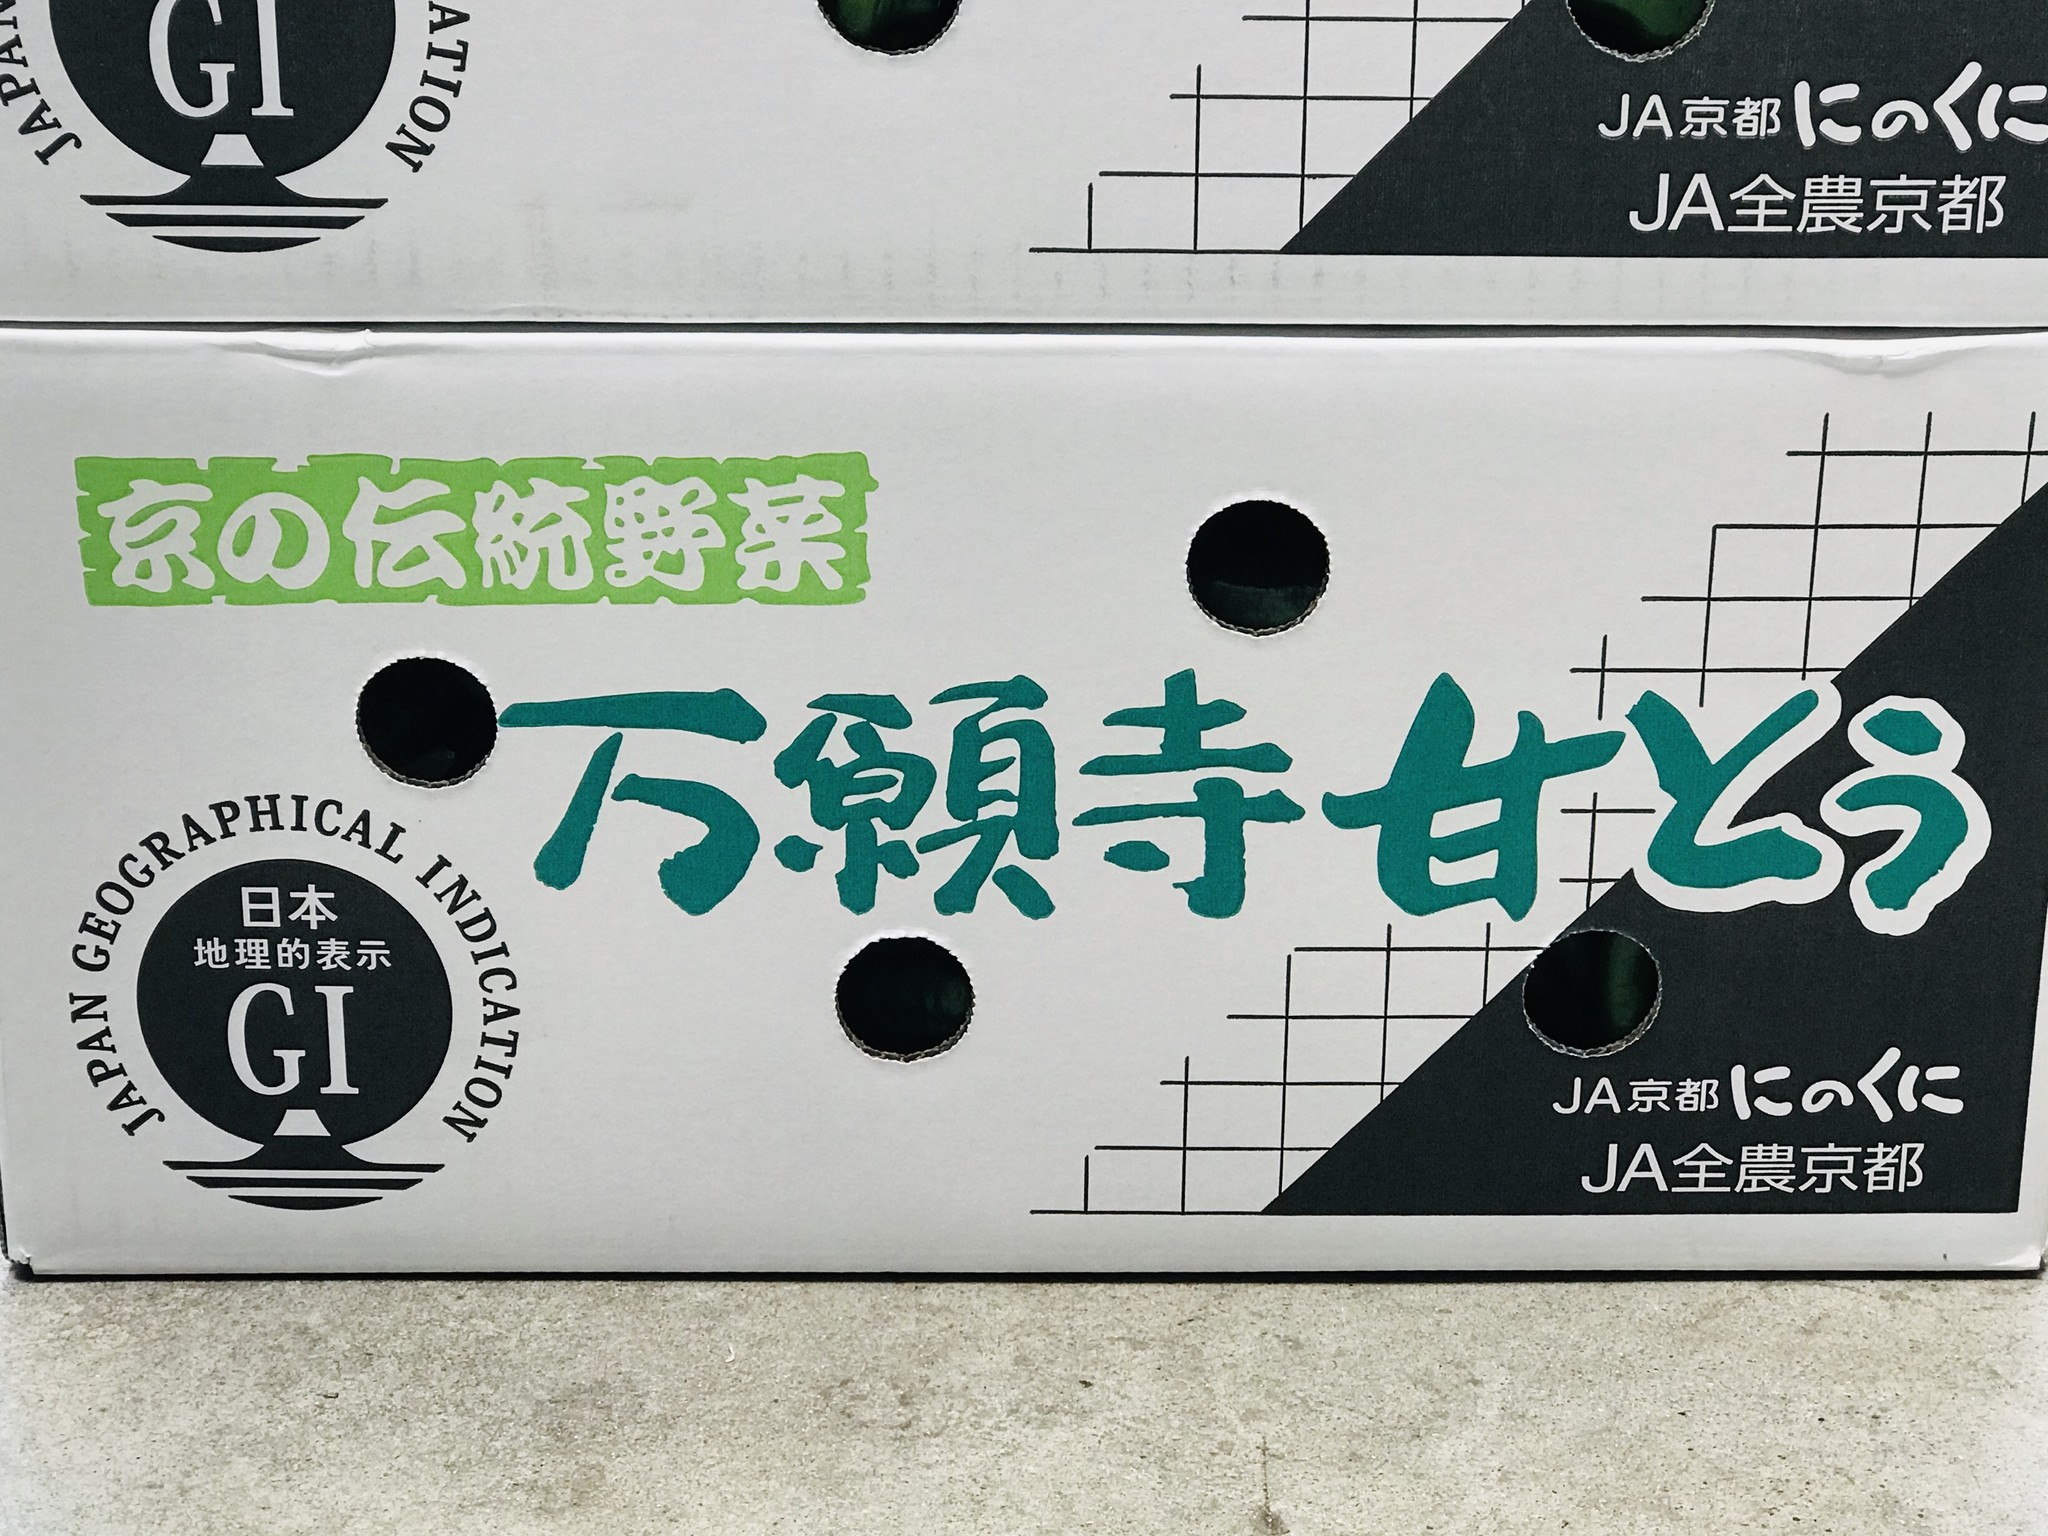 JAPAN
ATION
GI
JA京都 にのくに
JA全農京都
京の伝統野菜
万願寺甘とう
JAPAN GEOGRAPHICAL INDICATION
日本
地理的表示
GI
JA京都 にのくに
JA全農京都